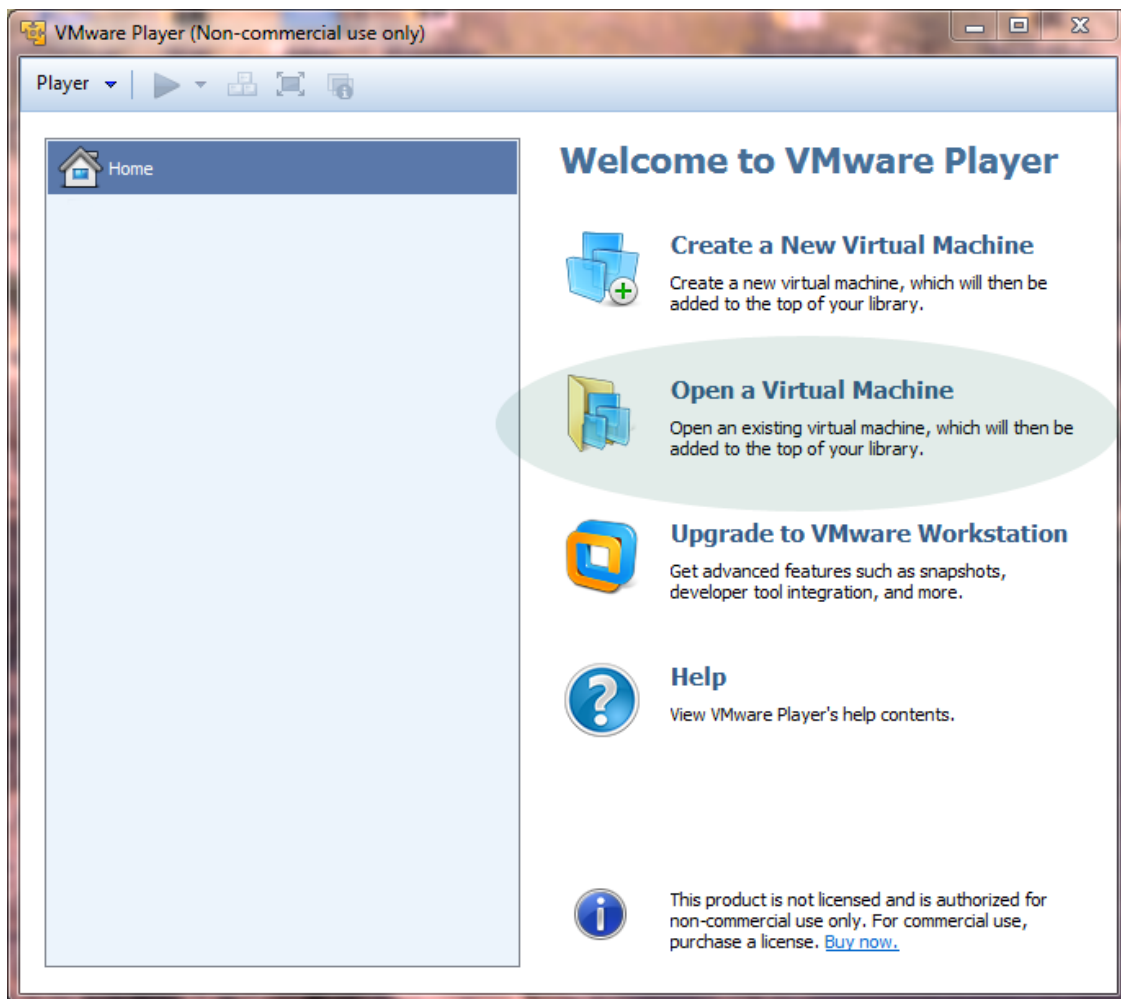 VMware Player (Non-commercial use only)
Player
Home
Welcome to VMware Player
Create a New Virtual Machine
Create a new virtual machine, which will then be
added to the top of your library.
Open a Virtual Machine
Open an existing virtual machine, which will then be
added to the top of your library.
Upgrade to VMware Workstation
Get advanced features such as snapshots,
developer tool integration, and more.
Help
View VMware Player's help contents.
This product is not licensed and is authorized for
non-commercial use only. For commercial use,
purchase a license. Buy now.